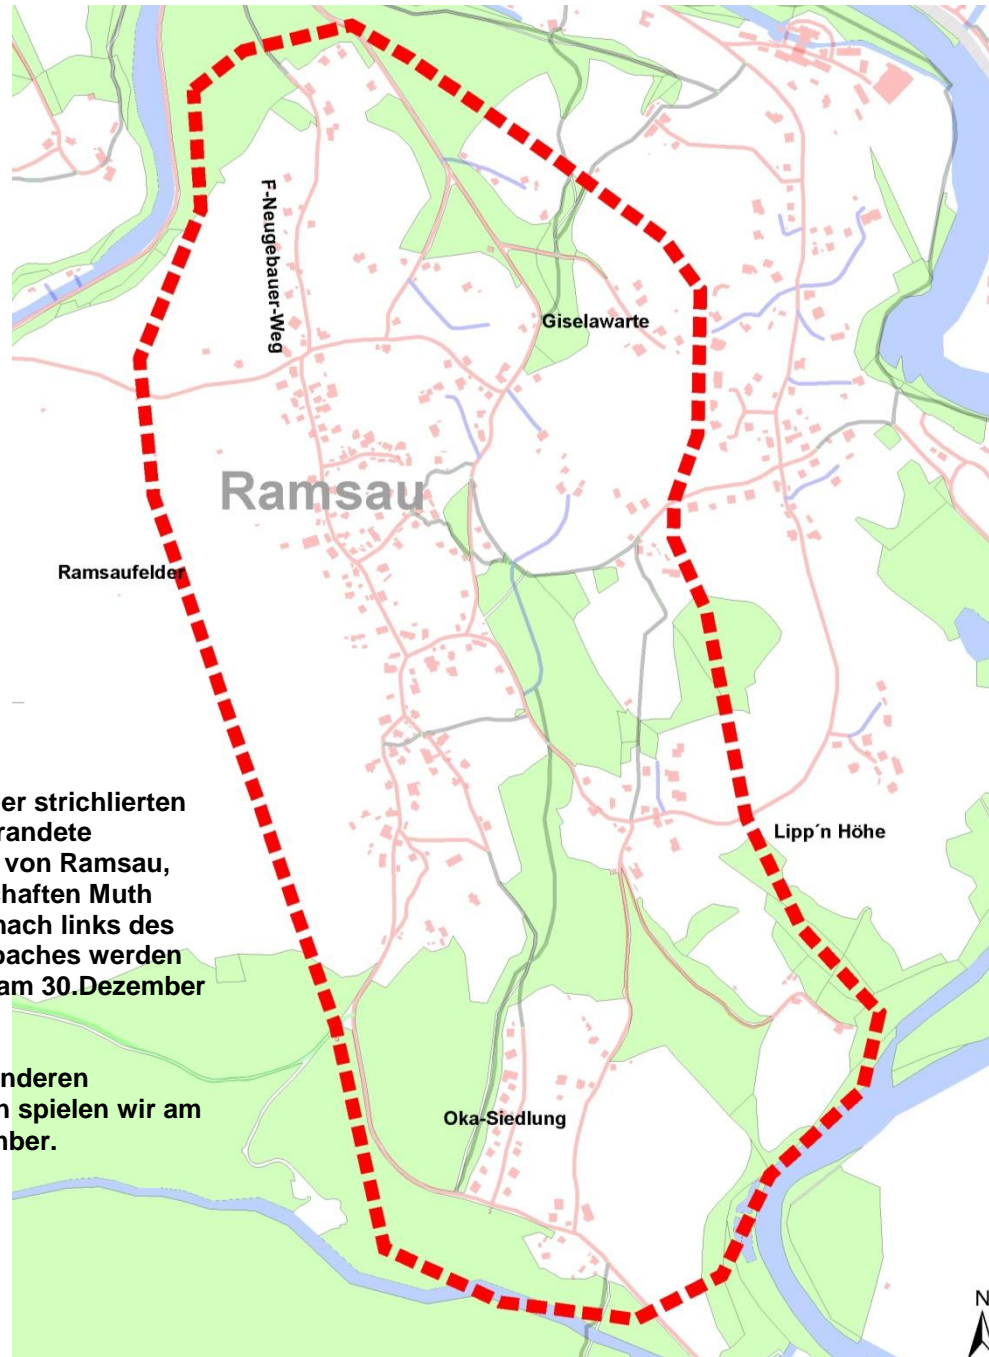 F-Neugebauer-Weg
Giselawarte
Ramsau
Ramsaufelder
er strichlierten
randete
von Ramsau,
haften Muth
nach links des
baches werden
am 30.Dezember
Lipp´n Höhe
nderen
n spielen wir am
nber.
Oka-Siedlung
N